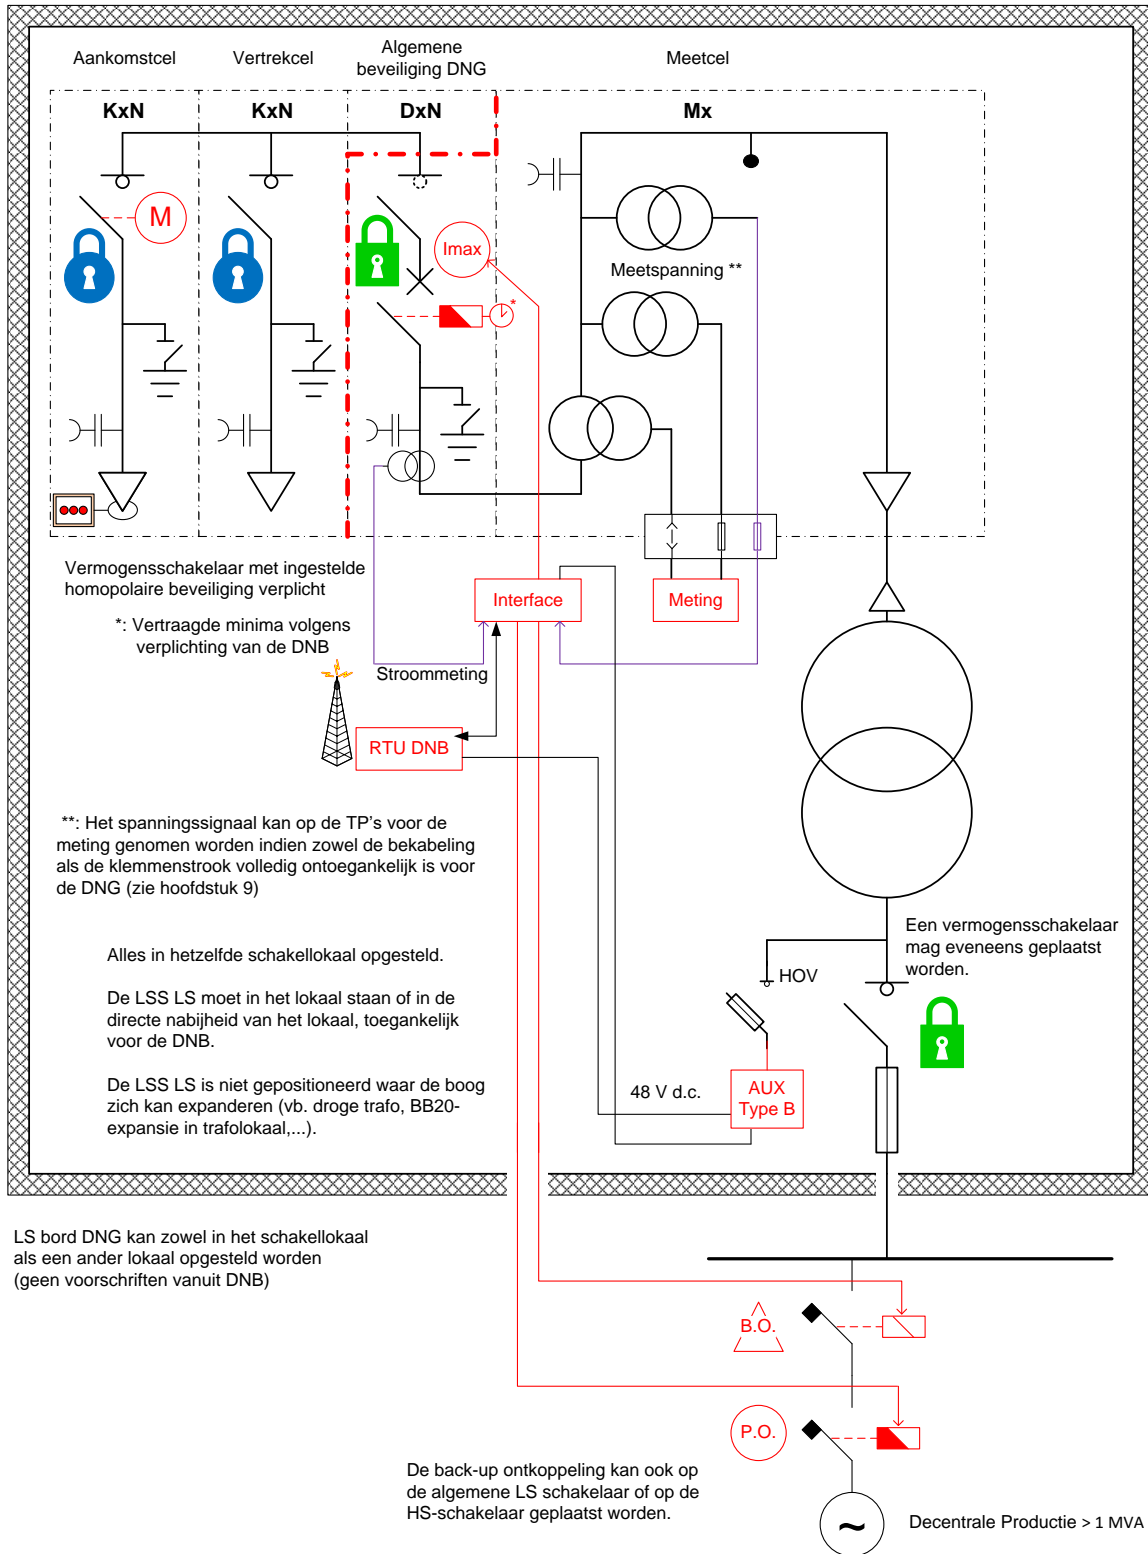 Aankomstcel
Vertrekcel
Algemene
beveiliging DNG
Meetcel
KxN
KxN
DxN
Mx
M
Imax
Meetspanning **
*
Vermogensschakelaar met ingestelde
homopolaire beveiliging verplicht
*: Vertraagde minima volgens
verplichting van de DNB
Interface
Meting
Stroommeting
RTU DNB
**: Het spanningssignaal kan op de TP's voor de
meting genomen worden indien zowel de bekabeling
als de klemmenstrook volledig ontoegankelijk is voor
de DNG (zie hoofdstuk 9)
Een vermogensschakelaar
mag eveneens geplaatst
worden.
Alles in hetzelfde schakellokaal opgesteld.
HOV
De LSS LS moet in het lokaal staan of in de
directe nabijheid van het lokaal, toegankelijk
voor de DNB.
De LSS LS is niet gepositioneerd waar de boog
zich kan expanderen (vb. droge trafo, BB20-
expansie in trafolokaal,...).
48 V d.c.
AUX
Type B
LS bord DNG kan zowel in het schakellokaal
als een ander lokaal opgesteld worden
(geen voorschriften vanuit DNB)
B.O.
P.O.
De back-up ontkoppeling kan ook op
de algemene LS schakelaar of op de
HS-schakelaar geplaatst worden.
~
Decentrale Productie > 1 MVA